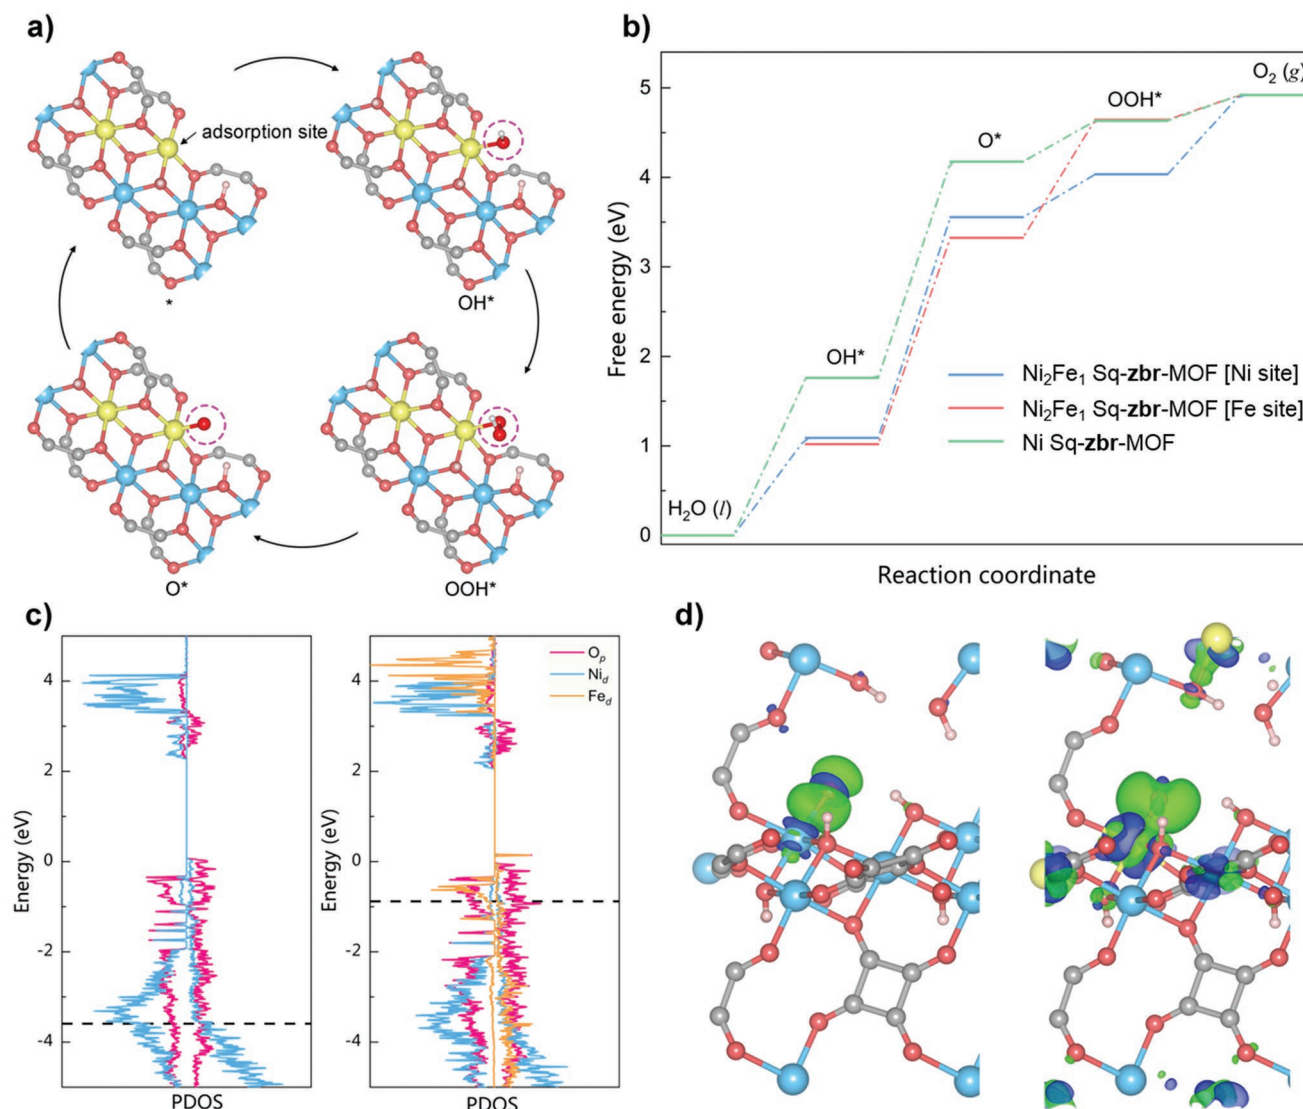 a)
adsorption site
*
OH*
O*
OOH*
b)
Free energy (eV)
5
4
3
2
1
0
H₂O (l)
OH*
O*
OOH*
O₂ (g)
Ni₂Fe₁ Sq-zbr-MOF [Ni site]
Ni₂Fe₁ Sq-zbr-MOF [Fe site]
Ni Sq-zbr-MOF
Reaction coordinate
c)
Energy (eV)
4
2
0
-2
-4
PDOS
Energy (eV)
4
2
0
-2
-4
Op
Nid
Fed
PDOS
d)